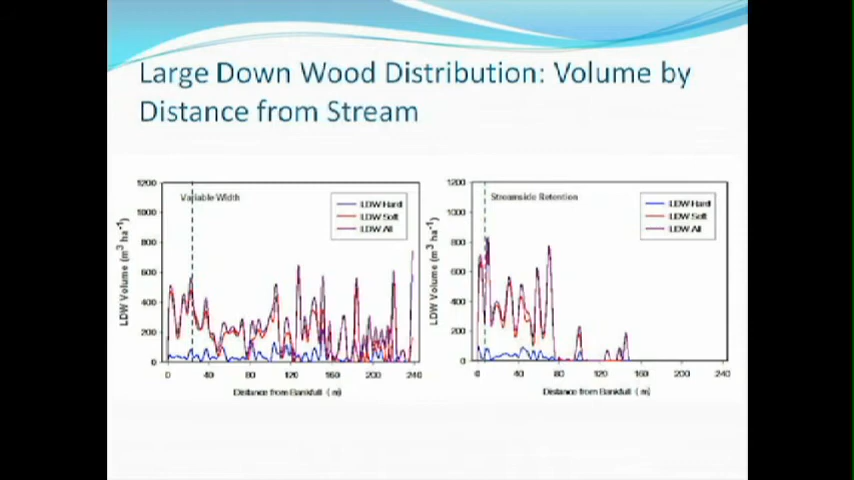 Large Down Wood Distribution: Volume by
Distance from Stream
1200
1000
800
600
400
200
0
LDW Volume (m³ ha⁻¹)
Variable Width
LDW Hard
LDW Soft
LDW All
0 40 80 120 160 200 240
Distance from Bankfull (m)
1200
1000
800
600
400
200
0
LDW Volume (m³ ha⁻¹)
Streamside Retention
LDW Hard
LDW Soft
LDW All
0 40 80 120 160 200 240
Distance from Bankfull (m)